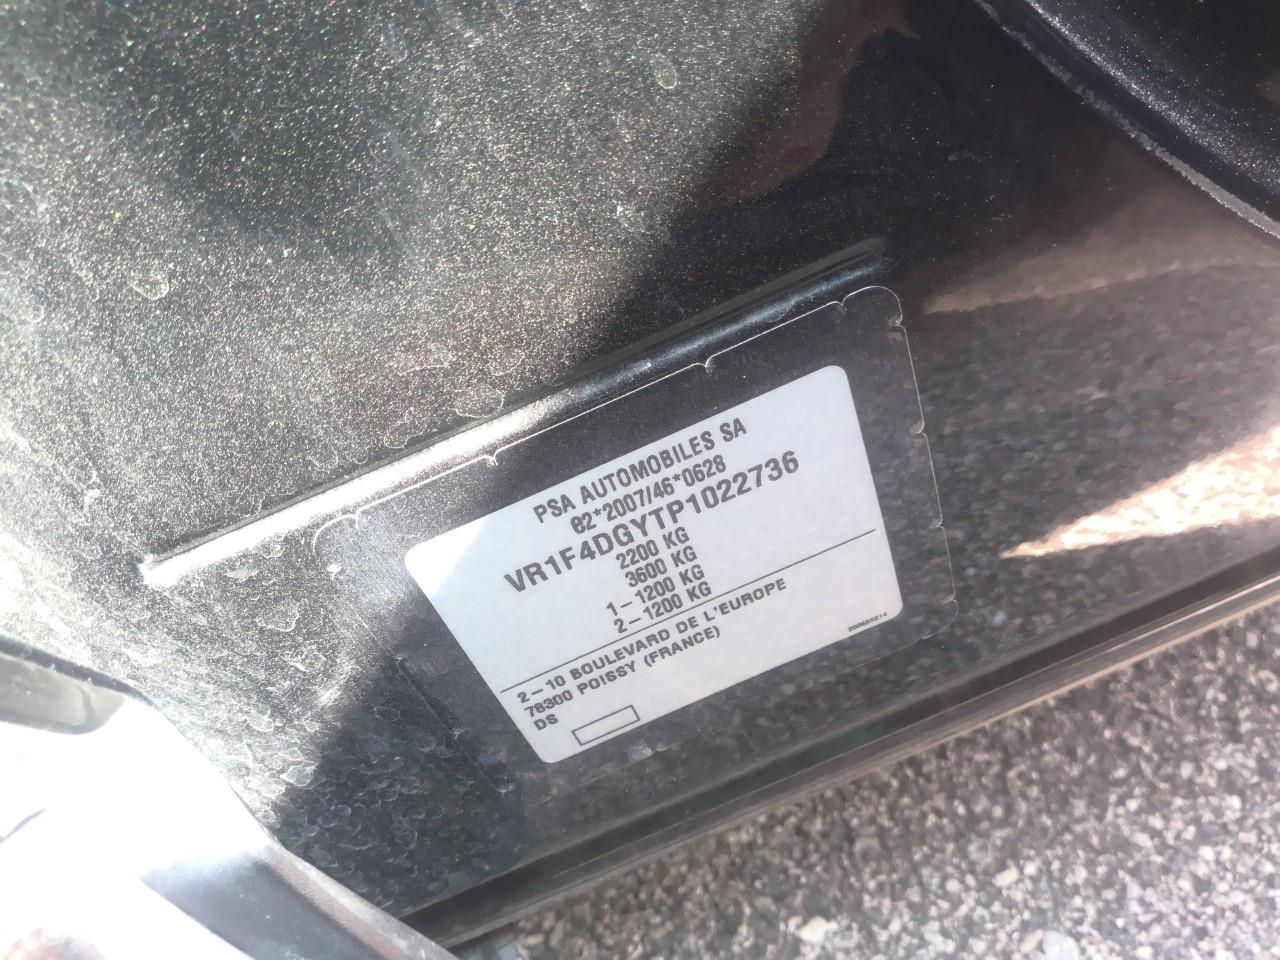 PSA AUTOMOBILES SA
e2*2007/46*0628
VR1F4DGYTP1022736
2200 KG
3600 KG
1-1200 KG
2-1200 KG
2-10 BOULEVARD DE L'EUROPE
78300 POISSY (FRANCE)
DS